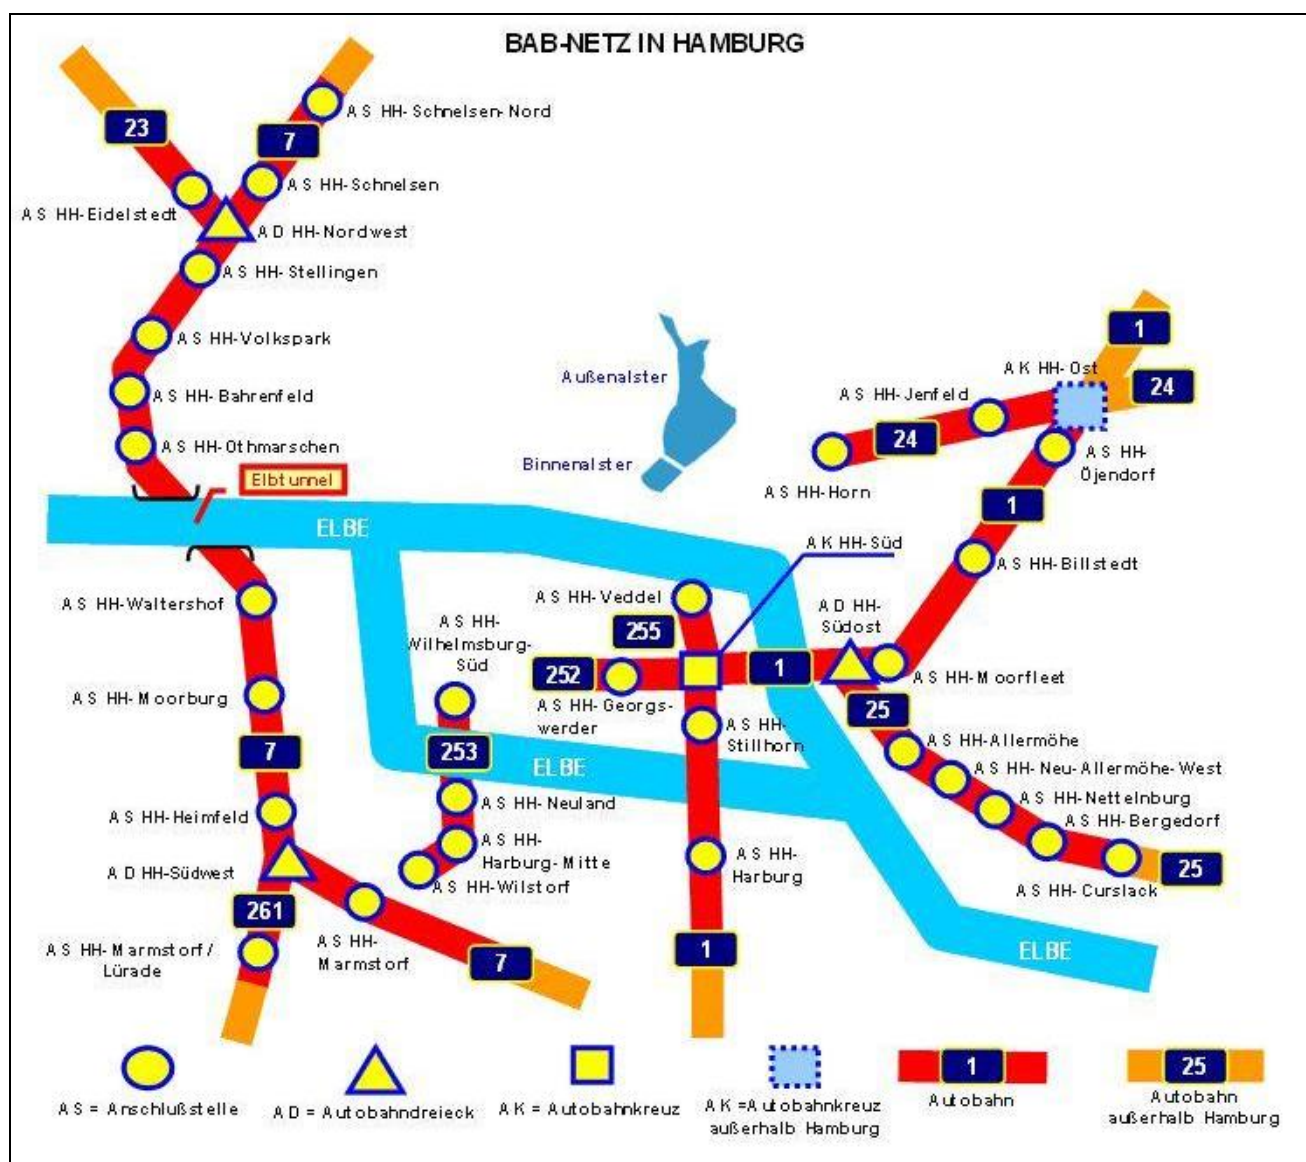 BAB-NETZ IN HAMBURG
23
7
AS HH-Schnelsen-Nord
AS HH-Schnelsen
AS HH-Eidelstedt
AD HH-Nordwest
AS HH-Stellingen
AS HH-Volkspark
AS HH-Bahrenfeld
AS HH-Othmarschen
Elbtunnel
ELBE
Außenalster
Binnenalster
1
AK HH-Ost
24
AS HH-Jenfeld
24
AS HH-Horn
AS HH-
Öjendorf
1
AS HH-Billstedt
AK HH-Süd
AS HH-Waltershof
AS HH-Veddel
255
AD HH-
Südost
AS HH-
Wilhelmsburg-
Süd
252
1
AS HH-Moorfleet
AS HH-Moorburg
AS HH-Georgs-
werder
25
AS HH-
Stillhorn
7
253
ELBE
AS HH-Allermöhe
AS HH-Neu-Allermöhe-West
AS HH-Nettelnburg
AS HH-Bergedorf
AS HH-Neuland
AS HH-Heimfeld
AS HH-
Harburg-Mitte
AS HH-Wilstorf
AS HH-
Harburg
AD HH-Südwest
25
AS HH-Curslack
261
AS HH-Marmstorf /
Lürade
AS HH-
Marmstorf
7
1
ELBE
1
25
AS = Anschlußstelle
AD = Autobahndreieck
AK = Autobahnkreuz
AK =Autobahnkreuz
außerhalb Hamburg
Autobahn
Autobahn
außerhalb Hamburg